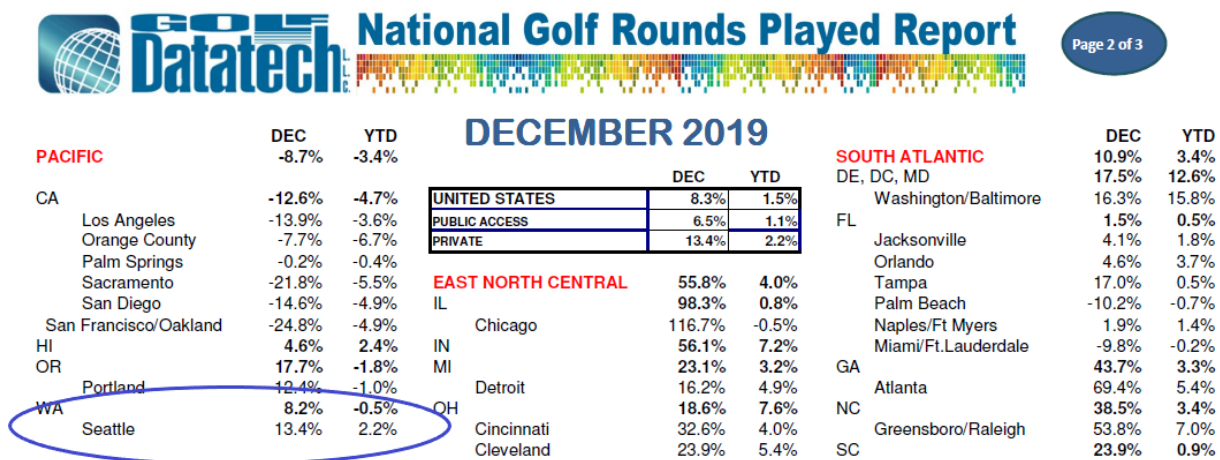 GOLF
Datatech L.L.C.
National Golf Rounds Played Report
Page 2 of 3
DECEMBER 2019
DEC YTD
PACIFIC -8.7% -3.4%
CA -12.6% -4.7%
Los Angeles -13.9% -3.6%
Orange County -7.7% -6.7%
Palm Springs -0.2% -0.4%
Sacramento -21.8% -5.5%
San Diego -14.6% -4.9%
San Francisco/Oakland -24.8% -4.9%
HI 4.6% 2.4%
OR 17.7% -1.8%
Portland 12.4% -1.0%
WA 8.2% -0.5%
Seattle 13.4% 2.2%
DEC YTD
UNITED STATES 8.3% 1.5%
PUBLIC ACCESS 6.5% 1.1%
PRIVATE 13.4% 2.2%
EAST NORTH CENTRAL 55.8% 4.0%
IL 98.3% 0.8%
Chicago 116.7% -0.5%
IN 56.1% 7.2%
MI 23.1% 3.2%
Detroit 16.2% 4.9%
OH 18.6% 7.6%
Cincinnati 32.6% 4.0%
Cleveland 23.9% 5.4%
DEC YTD
SOUTH ATLANTIC 10.9% 3.4%
DE, DC, MD 17.5% 12.6%
Washington/Baltimore 16.3% 15.8%
FL 1.5% 0.5%
Jacksonville 4.1% 1.8%
Orlando 4.6% 3.7%
Tampa 17.0% 0.5%
Palm Beach -10.2% -0.7%
Naples/Ft Myers 1.9% 1.4%
Miami/Ft.Lauderdale -9.8% -0.2%
GA 43.7% 3.3%
Atlanta 69.4% 5.4%
NC 38.5% 3.4%
Greensboro/Raleigh 53.8% 7.0%
SC 23.9% 0.9%